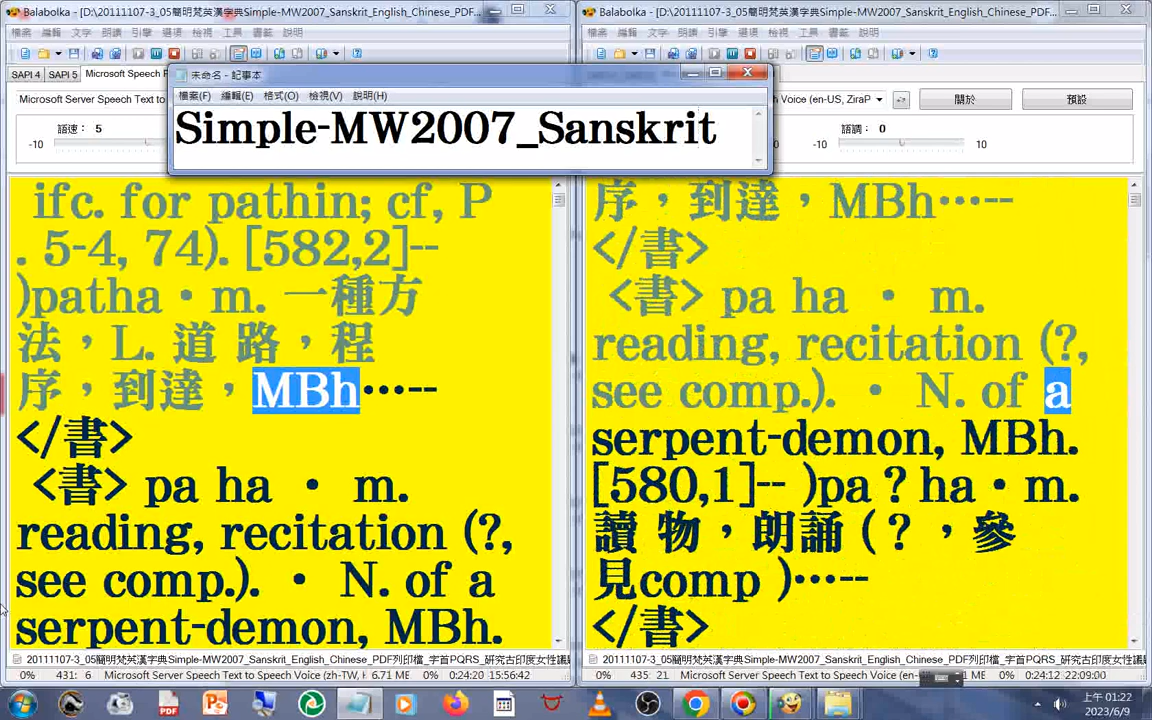 Balabolka - [D:\20111107-3_05簡明梵英漢字典Simple-MW2007_Sanskrit_English_Chinese_PDF...
檔案 編輯 文字 朗讀 引擎 選項 檢視 工具 書籤 說明
SAPI 4 SAPI 5 Microsoft Speech P
Microsoft Server Speech Text to
語速： 5
-10
ifc. for pathin; cf, P
. 5-4, 74). [582,2]--
)patha‧m. 一種方
法，L. 道 路，程
序，到達，MBh…--
</書>
<書> pa ha ‧ m.
reading, recitation (?,
see comp.). ‧ N. of a
serpent-demon, MBh.
20111107-3_05簡明梵英漢字典Simple-MW2007_Sanskrit_English_Chinese_PDF列印檔_字首PQRS_研究古印度女性議
0% 431: 6 Microsoft Server Speech Text to Speech Voice (zh-TW, 6.71 MB 0% 0:24:20 15:56:42
未命名 - 記事本
檔案(F) 編輯(E) 格式(O) 檢視(V) 說明(H)
Simple-MW2007_Sanskrit
Balabolka - [D:\20111107-3_05簡明梵英漢字典Simple-MW2007_Sanskrit_English_Chinese_PDF...
檔案 編輯 文字 朗讀 引擎 選項 檢視 工具 書籤 說明
Voice (en-US, ZiraP 關於 預設
語調： 0
-10 10
序，到達，MBh…--
</書>
<書> pa ha ‧ m.
reading, recitation (?,
see comp.). ‧ N. of a
serpent-demon, MBh.
[580,1]-- )pa？ha‧m.
讀 物，朗誦 (？，參
見comp )…--
</書>
20111107-3_05簡明梵英漢字典Simple-MW2007_Sanskrit_English_Chinese_PDF列印檔_字首PQRS_研究古印度女性議
0% 435: 21 Microsoft Server Speech Text to Speech Voice 0% 0:24:12 22:09:00
上午 01:22
2023/6/9